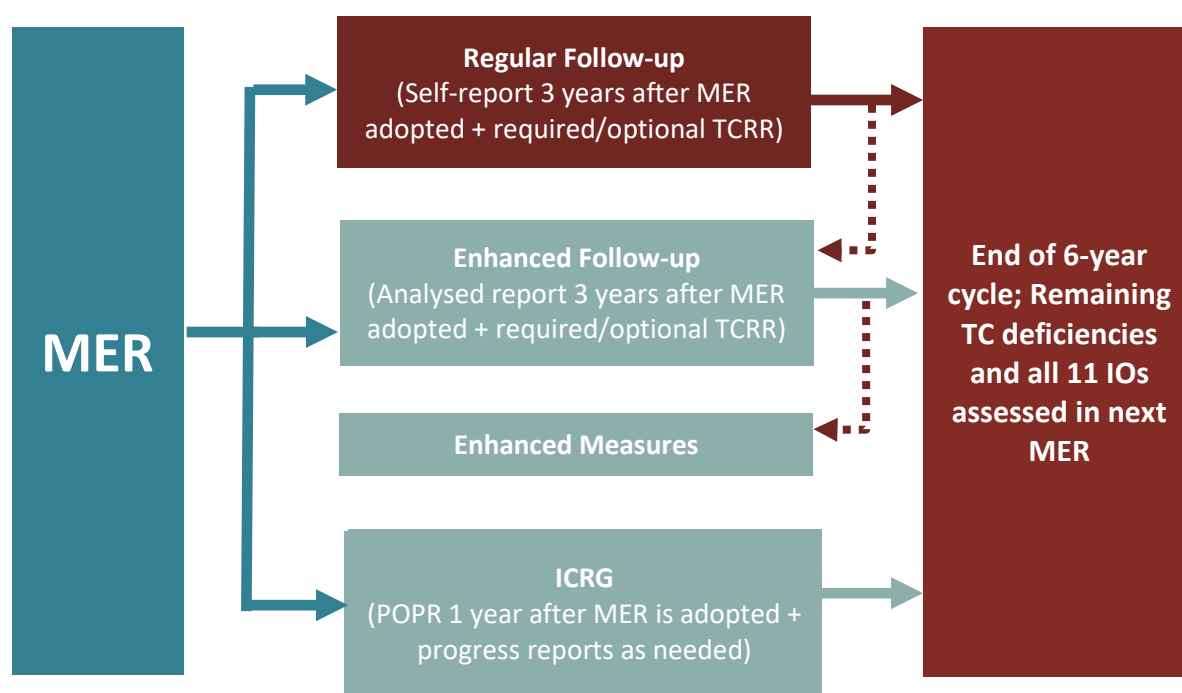 MER
Regular Follow-up
(Self-report 3 years after MER
adopted + required/optional TCRR)
Enhanced Follow-up
(Analysed report 3 years after MER
adopted + required/optional TCRR)
Enhanced Measures
ICRG
(POPR 1 year after MER is adopted +
progress reports as needed)
End of 6-year
cycle; Remaining
TC deficiencies
and all 11 IOs
assessed in next
MER